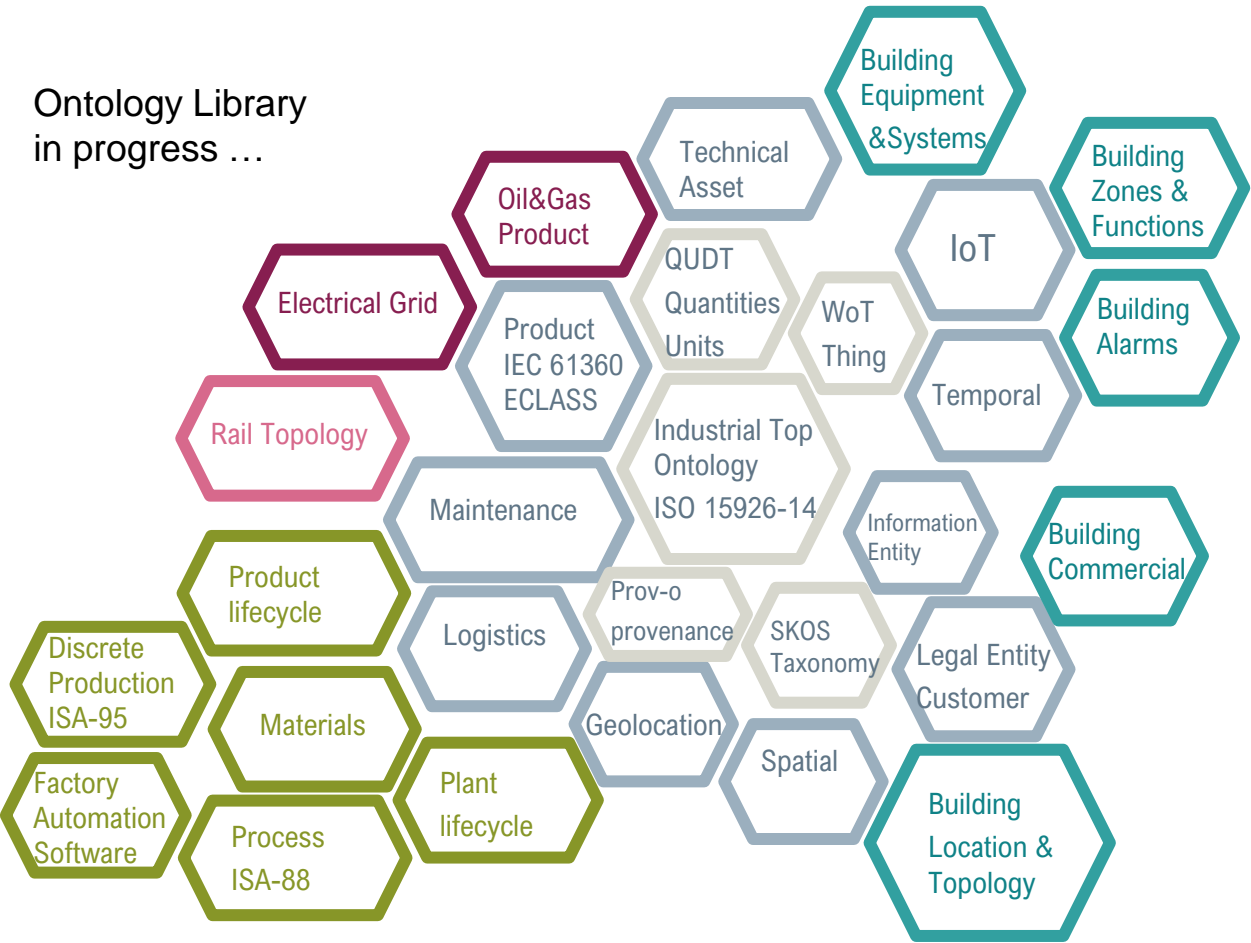 Ontology Library
in progress …
Building
Equipment
&Systems
Technical
Asset
Building
Zones &
Functions
Oil&Gas
Product
IoT
QUDT
Quantities
Units
Electrical Grid
WoT
Thing
Building
Alarms
Product
IEC 61360
ECLASS
Temporal
Rail Topology
Industrial Top
Ontology
ISO 15926-14
Maintenance
Information
Entity
Building
Commercial
Product
lifecycle
Prov-o
provenance
Logistics
SKOS
Taxonomy
Legal Entity
Customer
Discrete
Production
ISA-95
Materials
Geolocation
Spatial
Factory
Automation
Software
Plant
lifecycle
Building
Location &
Topology
Process
ISA-88